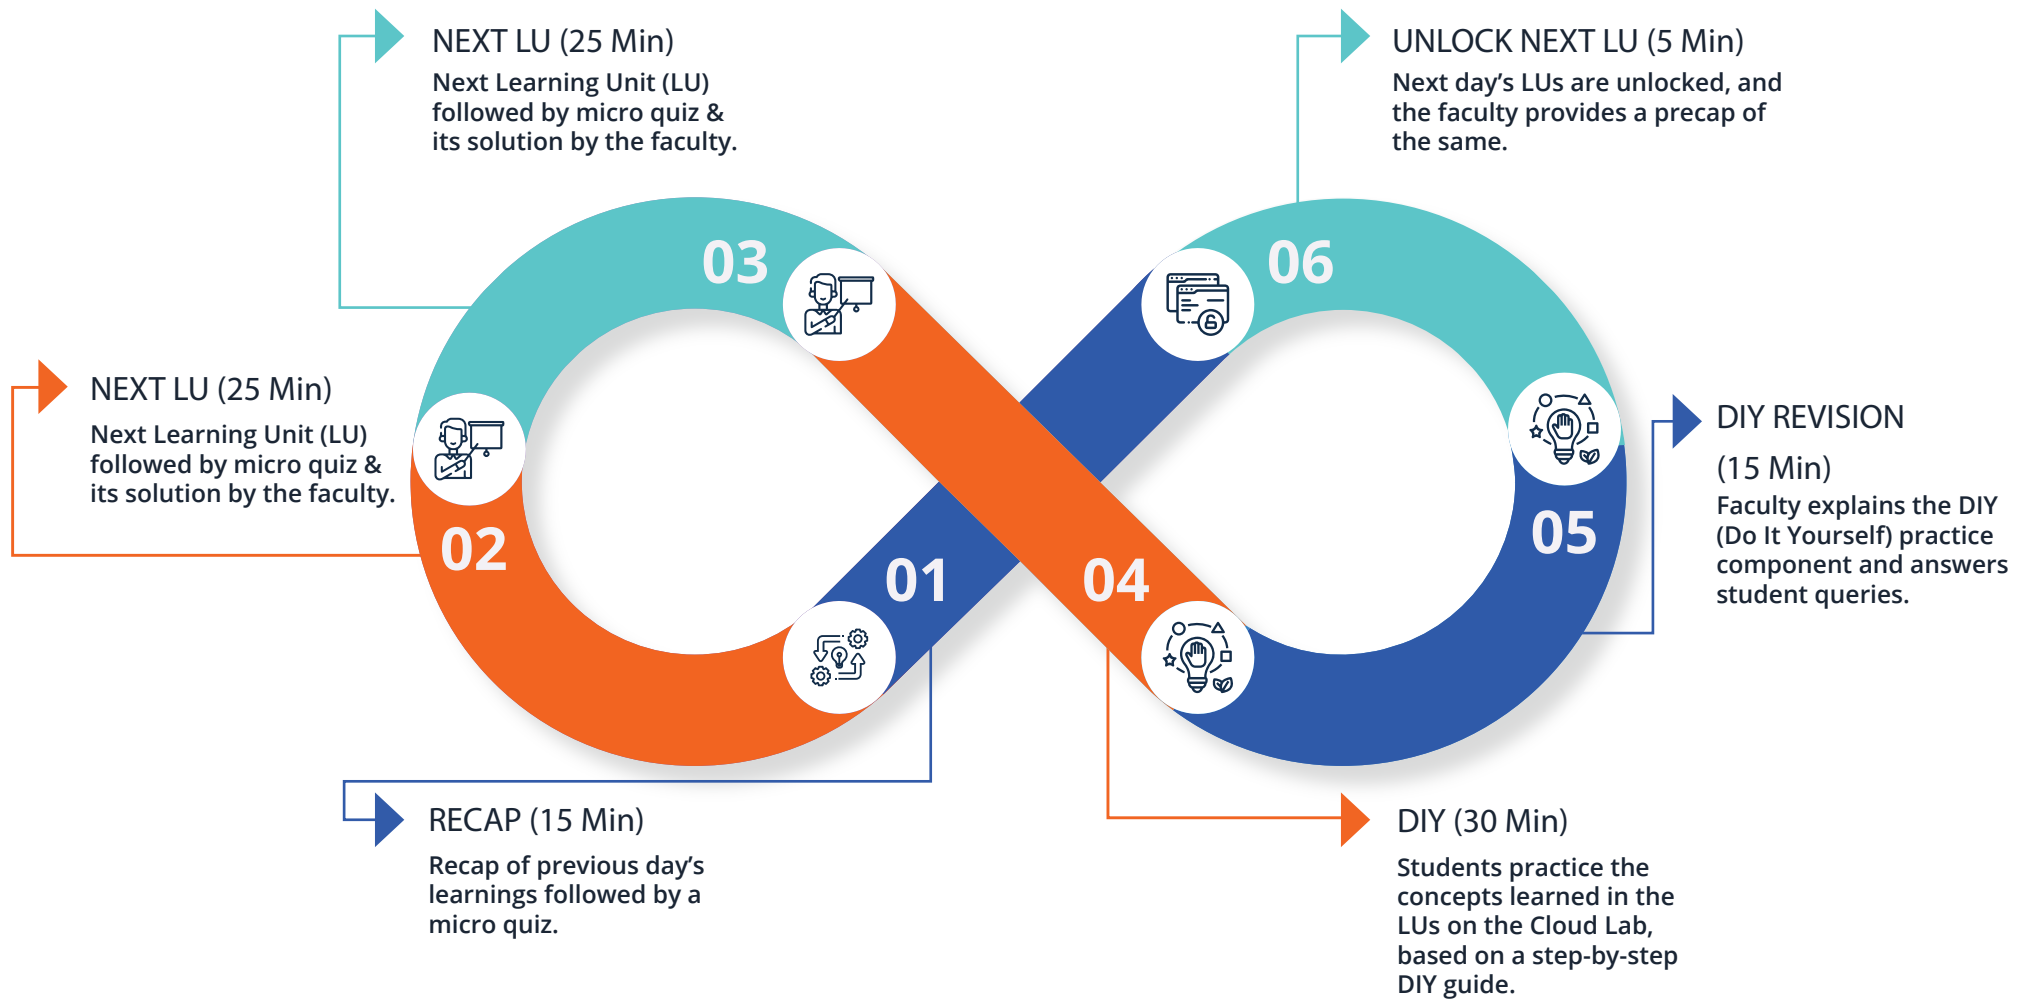 NEXT LU (25 Min)
Next Learning Unit (LU)
followed by micro quiz &
its solution by the faculty.
UNLOCK NEXT LU (5 Min)
Next day’s LUs are unlocked, and
the faculty provides a precap of
the same.
03
06
NEXT LU (25 Min)
Next Learning Unit (LU)
followed by micro quiz &
its solution by the faculty.
DIY REVISION
(15 Min)
Faculty explains the DIY
(Do It Yourself) practice
component and answers
student queries.
02
01
04
05
RECAP (15 Min)
Recap of previous day’s
learnings followed by a
micro quiz.
DIY (30 Min)
Students practice the
concepts learned in the
LUs on the Cloud Lab,
based on a step-by-step
DIY guide.